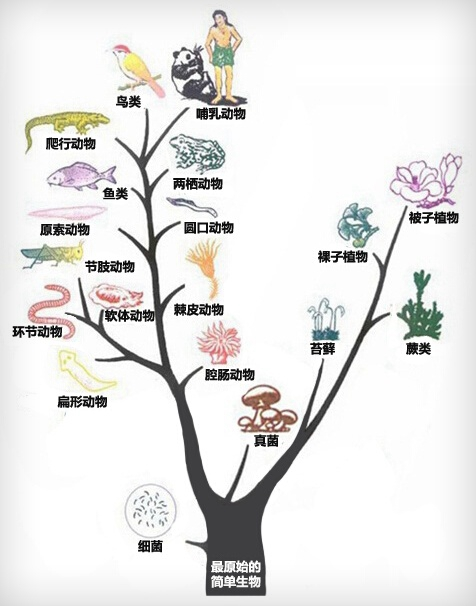 鸟类
哺乳动物
爬行动物
两栖动物
鱼类
原素动物
圆口动物
被子植物
裸子植物
节肢动物
软体动物
棘皮动物
环节动物
苔藓
蕨类
腔肠动物
扁形动物
真菌
细菌
最原始的
简单生物